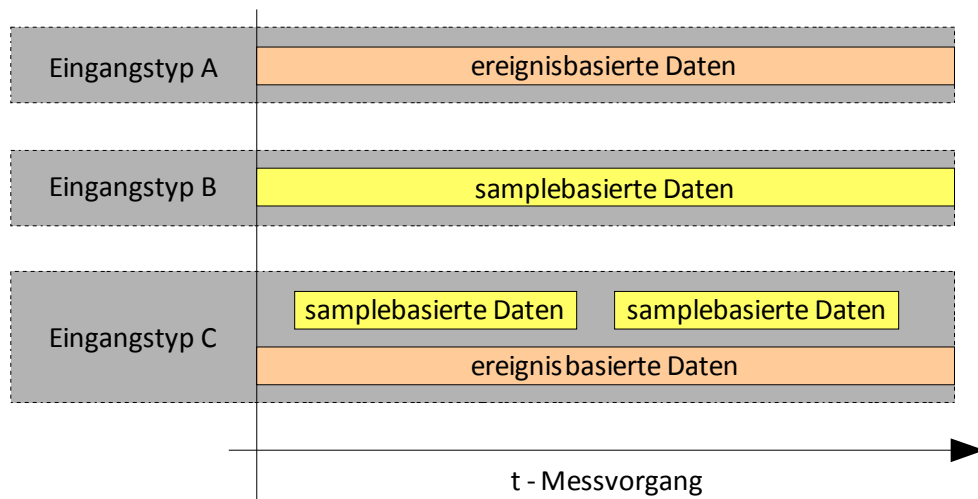 Eingangstyp A
ereignisbasierte Daten
Eingangstyp B
samplebasierte Daten
samplebasierte Daten
samplebasierte Daten
Eingangstyp C
ereignisbasierte Daten
t - Messvorgang